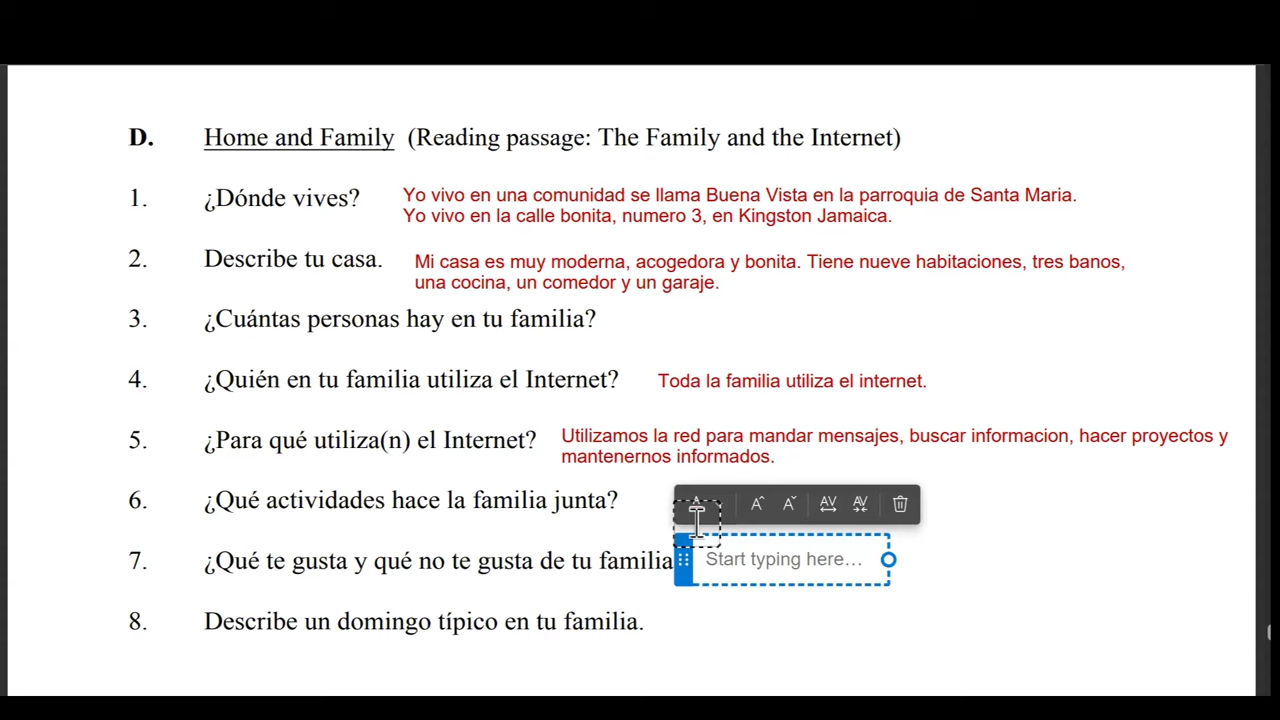 D. Home and Family (Reading passage: The Family and the Internet)
1. ¿Dónde vives? Yo vivo en una comunidad se llama Buena Vista en la parroquia de Santa Maria.
Yo vivo en la calle bonita, numero 3, en Kingston Jamaica.
2. Describe tu casa. Mi casa es muy moderna, acogedora y bonita. Tiene nueve habitaciones, tres banos,
una cocina, un comedor y un garaje.
3. ¿Cuántas personas hay en tu familia?
4. ¿Quién en tu familia utiliza el Internet? Toda la familia utiliza el internet.
5. ¿Para qué utiliza(n) el Internet? Utilizamos la red para mandar mensajes, buscar informacion, hacer proyectos y
mantenernos informados.
6. ¿Qué actividades hace la familia junta?
7. ¿Qué te gusta y qué no te gusta de tu familia Start typing here…
8. Describe un domingo típico en tu familia.